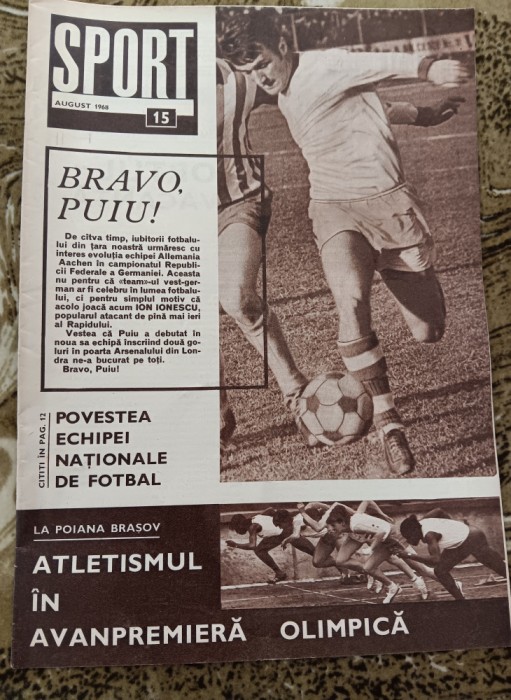 SPORT
AUGUST 1968
15
BRAVO,
PUIU!
De cîtva timp, iubitorii fotbalu-
lui din țara noastră urmăresc cu
interes evoluția echipei Allemania
Aachen în campionatul Republi-
cii Federale a Germaniei. Aceasta
nu pentru că «team»-ul vest-ger-
man ar fi celebru în lumea fotbalu-
lui, ci pentru simplul motiv că
acolo joacă acum ION IONESCU,
popularul atacant de pînă mai ieri
al Rapidului.
Vestea că Puiu a debutat în
noua sa echipă înscriind două go-
luri în poarta Arsenalului din Lon-
dra ne-a bucurat pe toți.
Bravo, Puiu!
CITIȚI ÎN PAG. 12
POVESTEA
ECHIPEI
NAȚIONALE
DE FOTBAL
LA POIANA BRAȘOV
ATLETISMUL
ÎN
AVANPREMIERĂ OLIMPICĂ